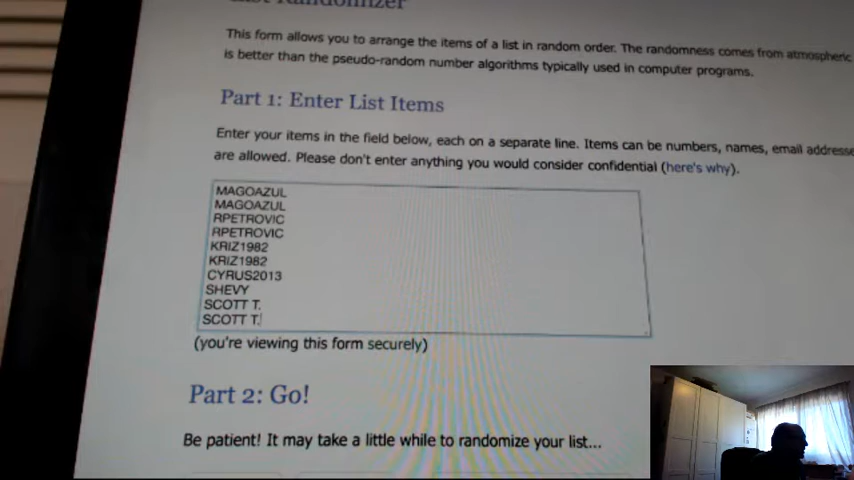 Randomizer
This form allows you to arrange the items of a list in random order. The randomness comes from atmospheric
is better than the pseudo-random number algorithms typically used in computer programs.
Part 1: Enter List Items
Enter your items in the field below, each on a separate line. Items can be numbers, names, email addresse
are allowed. Please don't enter anything you would consider confidential (here's why).
MAGOAZUL
MAGOAZUL
RPETROVIC
RPETROVIC
KRIZ1982
KRIZ1982
CYRUS2013
SHEVY
SCOTT T.
SCOTT T.
(you're viewing this form securely)
Part 2: Go!
Be patient! It may take a little while to randomize your list...